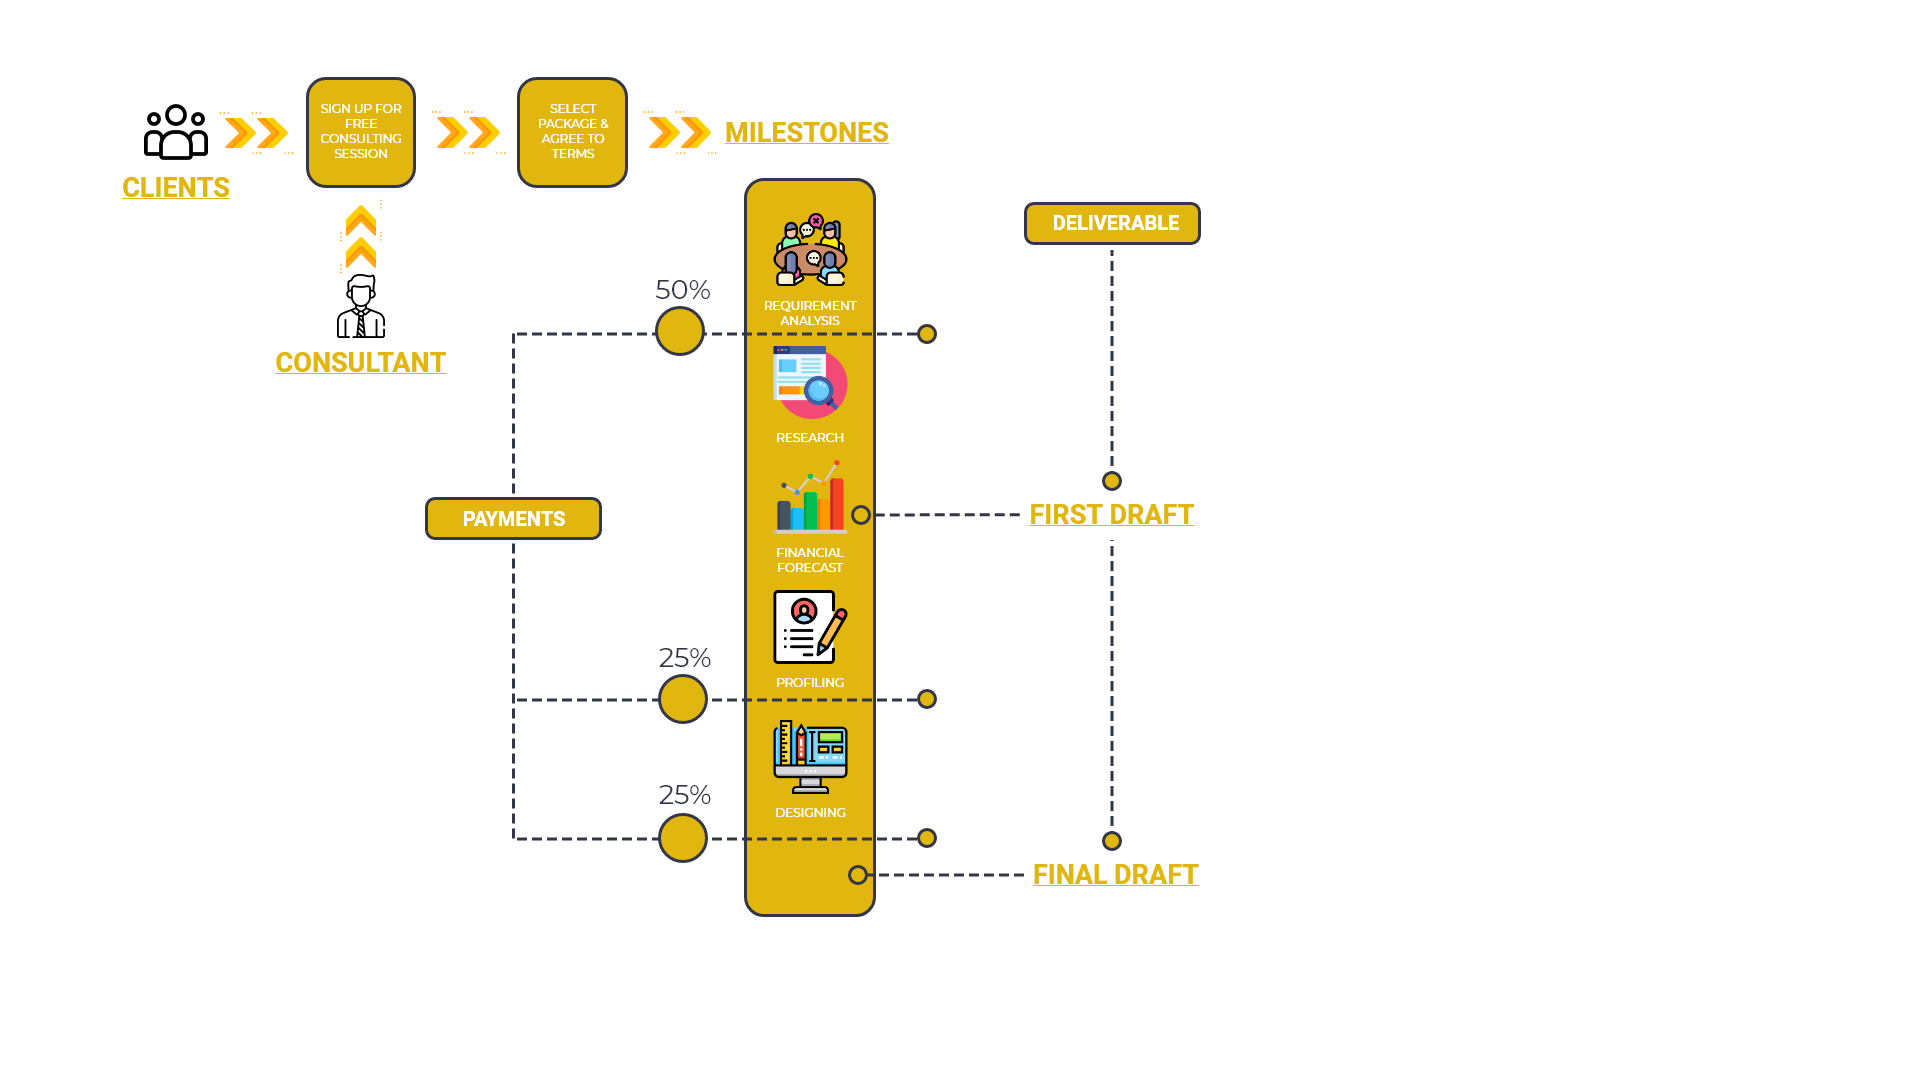 SIGN UP FOR
FREE
CONSULTING
SESSION
SELECT
PACKAGE &
AGREE TO
TERMS
MILESTONES
CLIENTS
CONSULTANT
DELIVERABLE
50%
REQUIREMENT
ANALYSIS
RESEARCH
PAYMENTS
FIRST DRAFT
FINANCIAL
FORECAST
25%
PROFILING
25%
DESIGNING
FINAL DRAFT